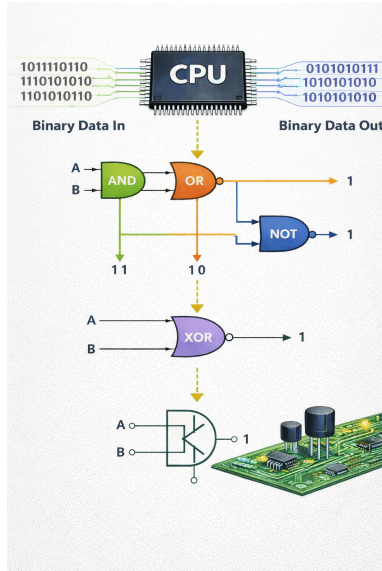 1011110110
1110101010
1101010110
CPU
0101010111
1010101010
1010101010
Binary Data In
Binary Data Out
A
B
AND
OR
1
NOT
1
11
10
A
B
XOR
1
A
B
1